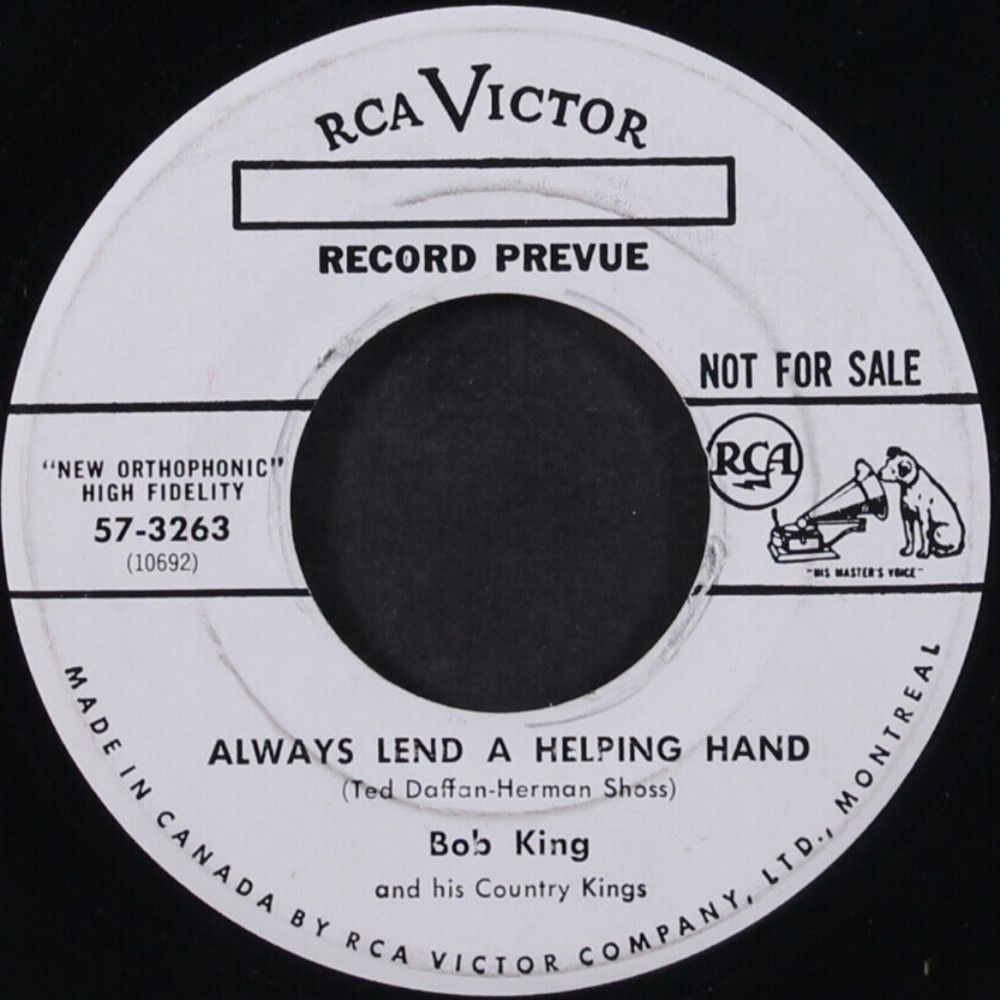 RCA VICTOR
RECORD PREVUE
NOT FOR SALE
"NEW ORTHOPHONIC"
HIGH FIDELITY
57-3263
(10692)
RCA
"HIS MASTER'S VOICE"
ALWAYS LEND A HELPING HAND
(Ted Daffan-Herman Shoss)
Bob King
and his Country Kings
MADE IN CANADA BY RCA VICTOR COMPANY, LTD., MONTREAL